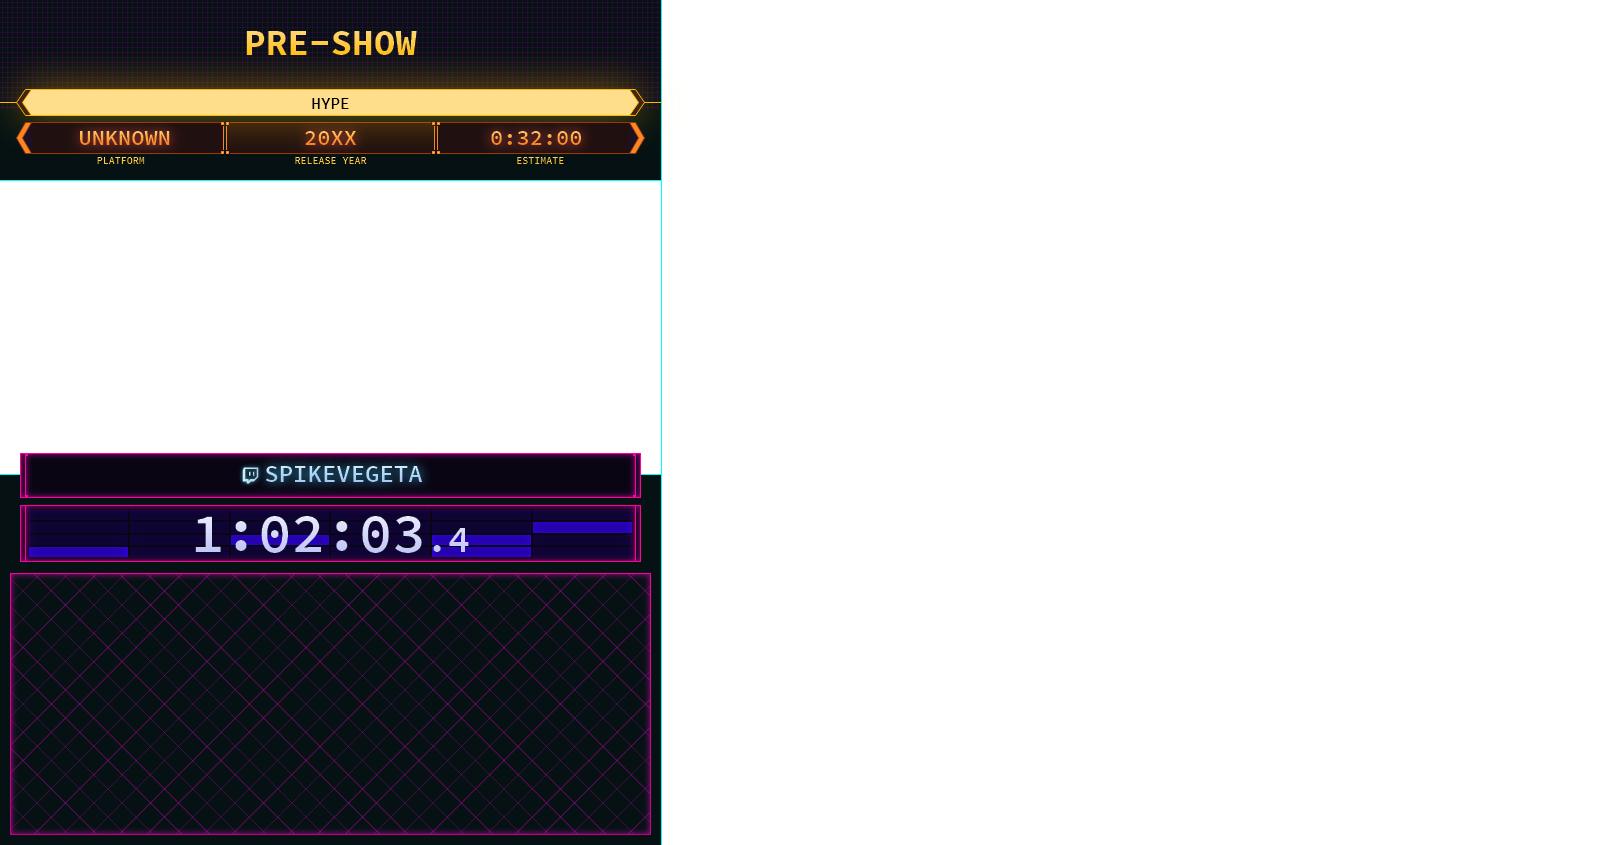 PRE-SHOW
HYPE
UNKNOWN 20XX 0:32:00
PLATFORM RELEASE YEAR ESTIMATE
SPIKEVEGETA
1:02:03.4